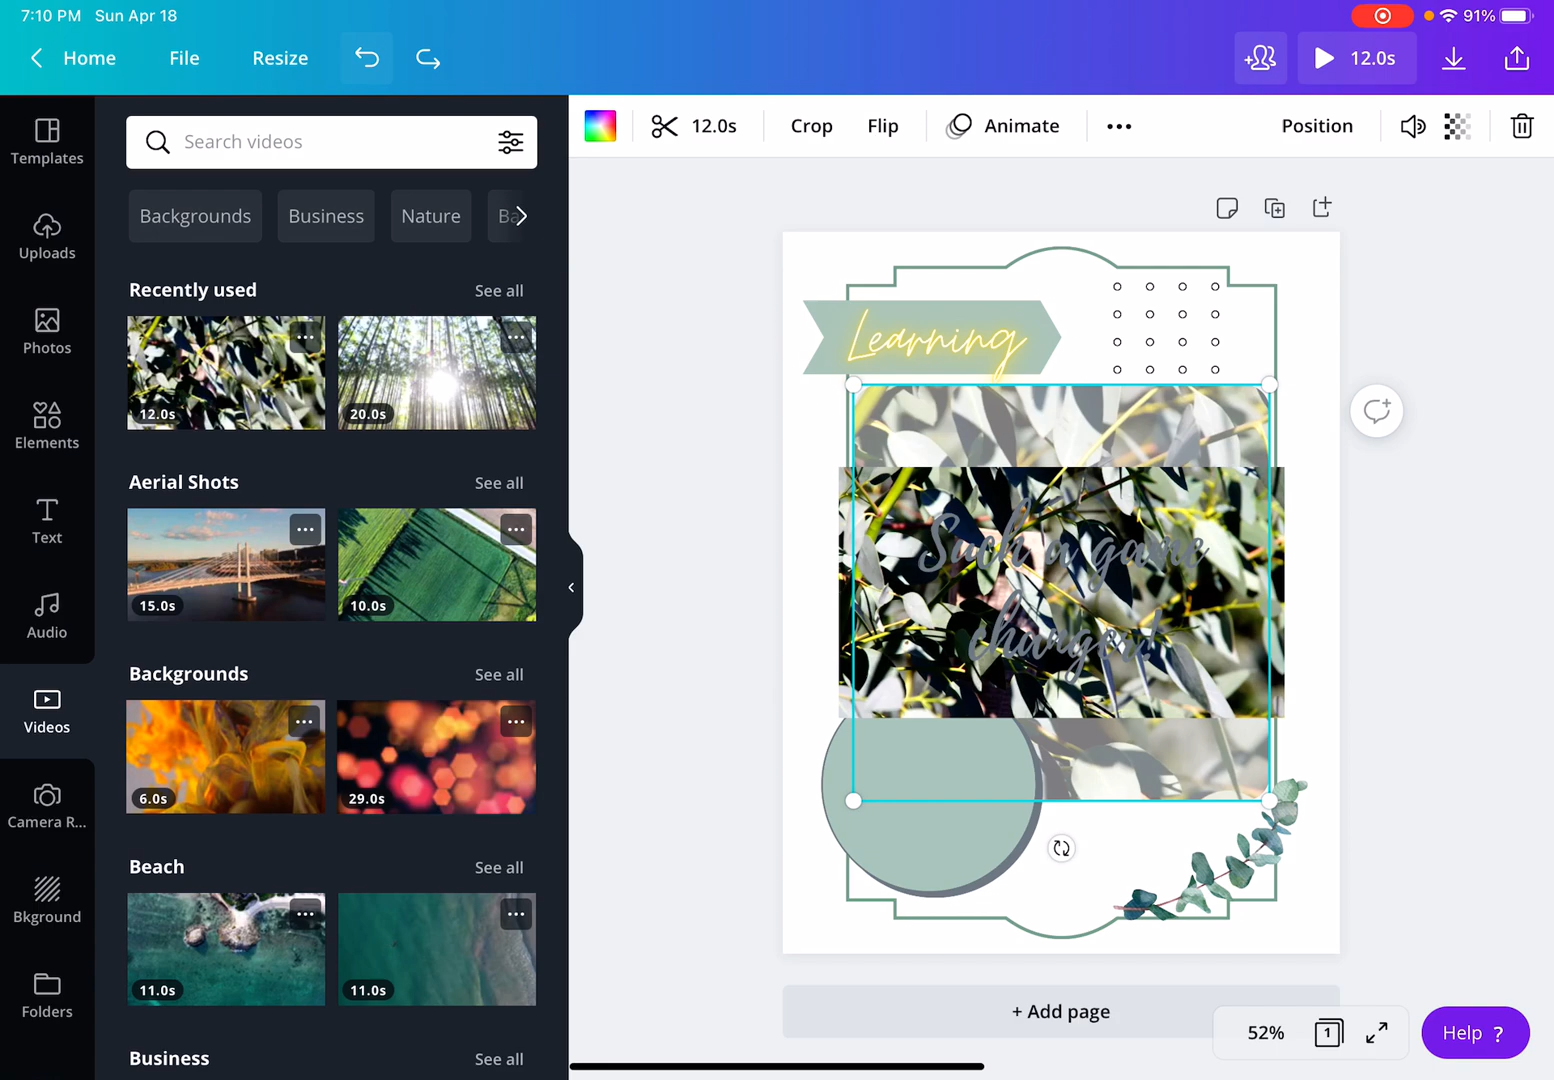 7:10 PM Sun Apr 18
91%
Home
File
Resize
12.0s
Templates
Uploads
Photos
Elements
Text
Audio
Videos
Camera R...
Bkground
Folders
Search videos
Backgrounds
Business
Nature
Ba
Recently used
See all
12.0s
20.0s
Aerial Shots
See all
15.0s
10.0s
Backgrounds
See all
6.0s
29.0s
Beach
See all
11.0s
11.0s
Business
See all
12.0s
Crop
Flip
Animate
Position
Learning
Such a game
changer!
+ Add page
52%
1
Help ?